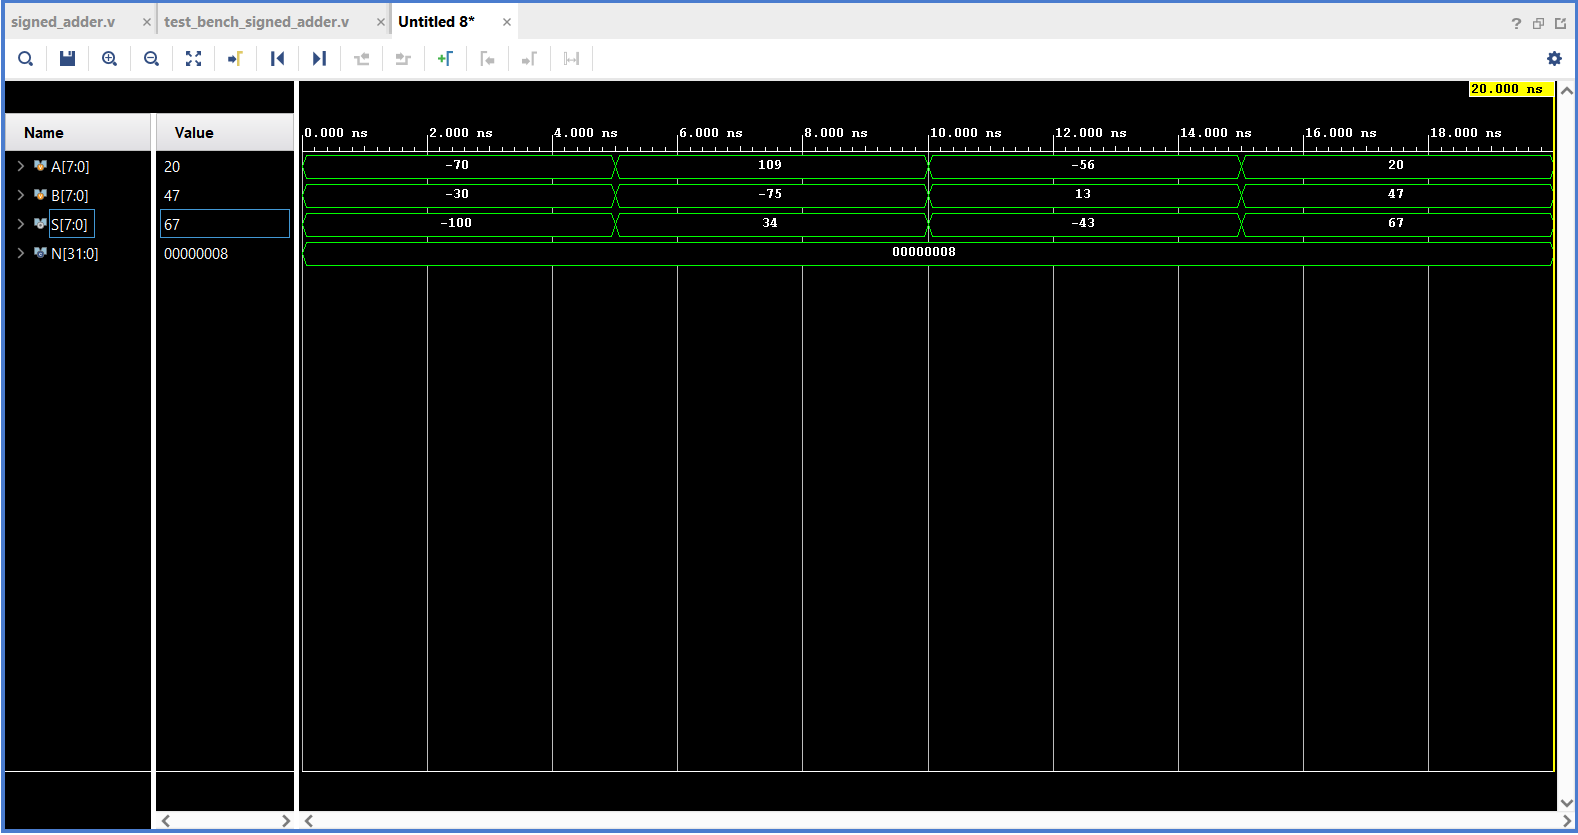 signed_adder.v × test_bench_signed_adder.v × Untitled 8* × ?
20.000 ns
Name Value 0.000 ns 2.000 ns 4.000 ns 6.000 ns 8.000 ns 10.000 ns 12.000 ns 14.000 ns 16.000 ns 18.000 ns
A[7:0] 20 -70 109 -56 20
B[7:0] 47 -30 -75 13 47
S[7:0] 67 -100 34 -43 67
N[31:0] 00000008 00000008